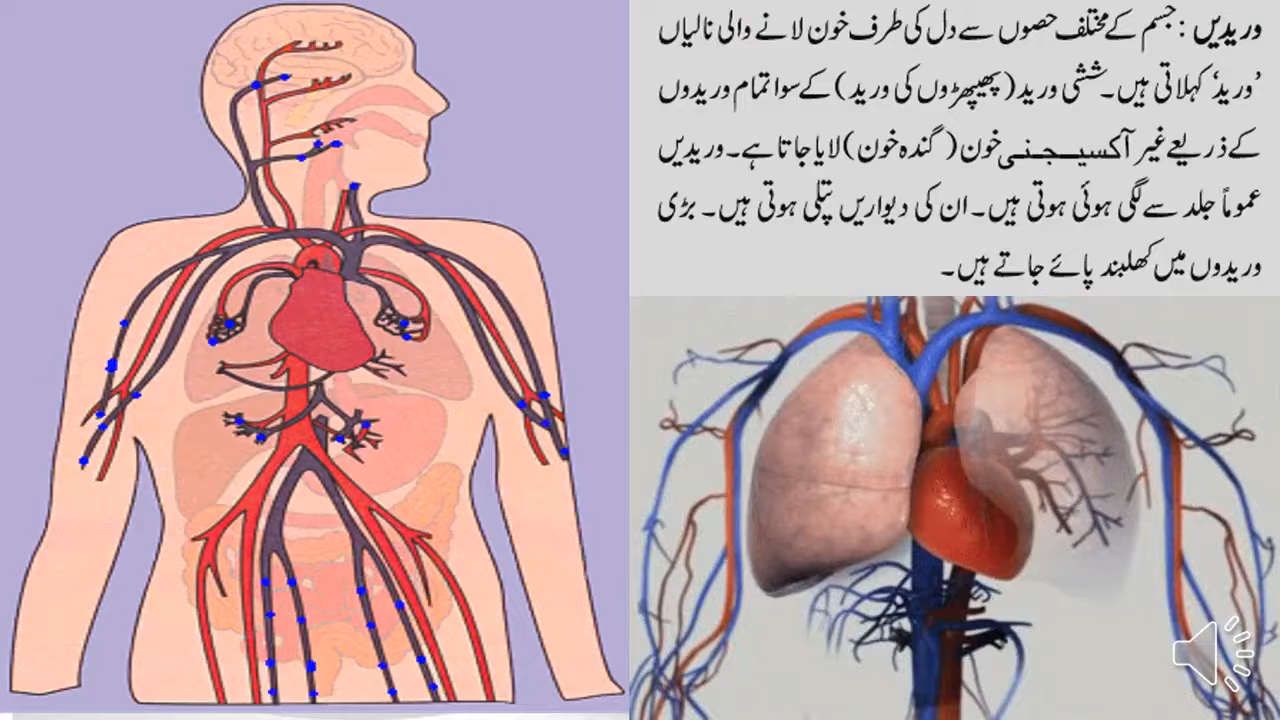 وریدیں : جسم کے مختلف حصوں سے دل کی طرف خون لانے والی نالیاں
’ورید‘ کہلاتی ہیں۔ ششی ورید (پھیپھڑوں کی ورید) کے سوا تمام وریدوں
کے ذریعے غیر آکسیجنی خون (گندہ خون) لایا جاتا ہے۔ وریدیں
عموماً جلد سے لگی ہوئی ہوتی ہیں۔ ان کی دیواریں پتلی ہوتی ہیں۔ بڑی
وریدوں میں کھلبند پائے جاتے ہیں۔